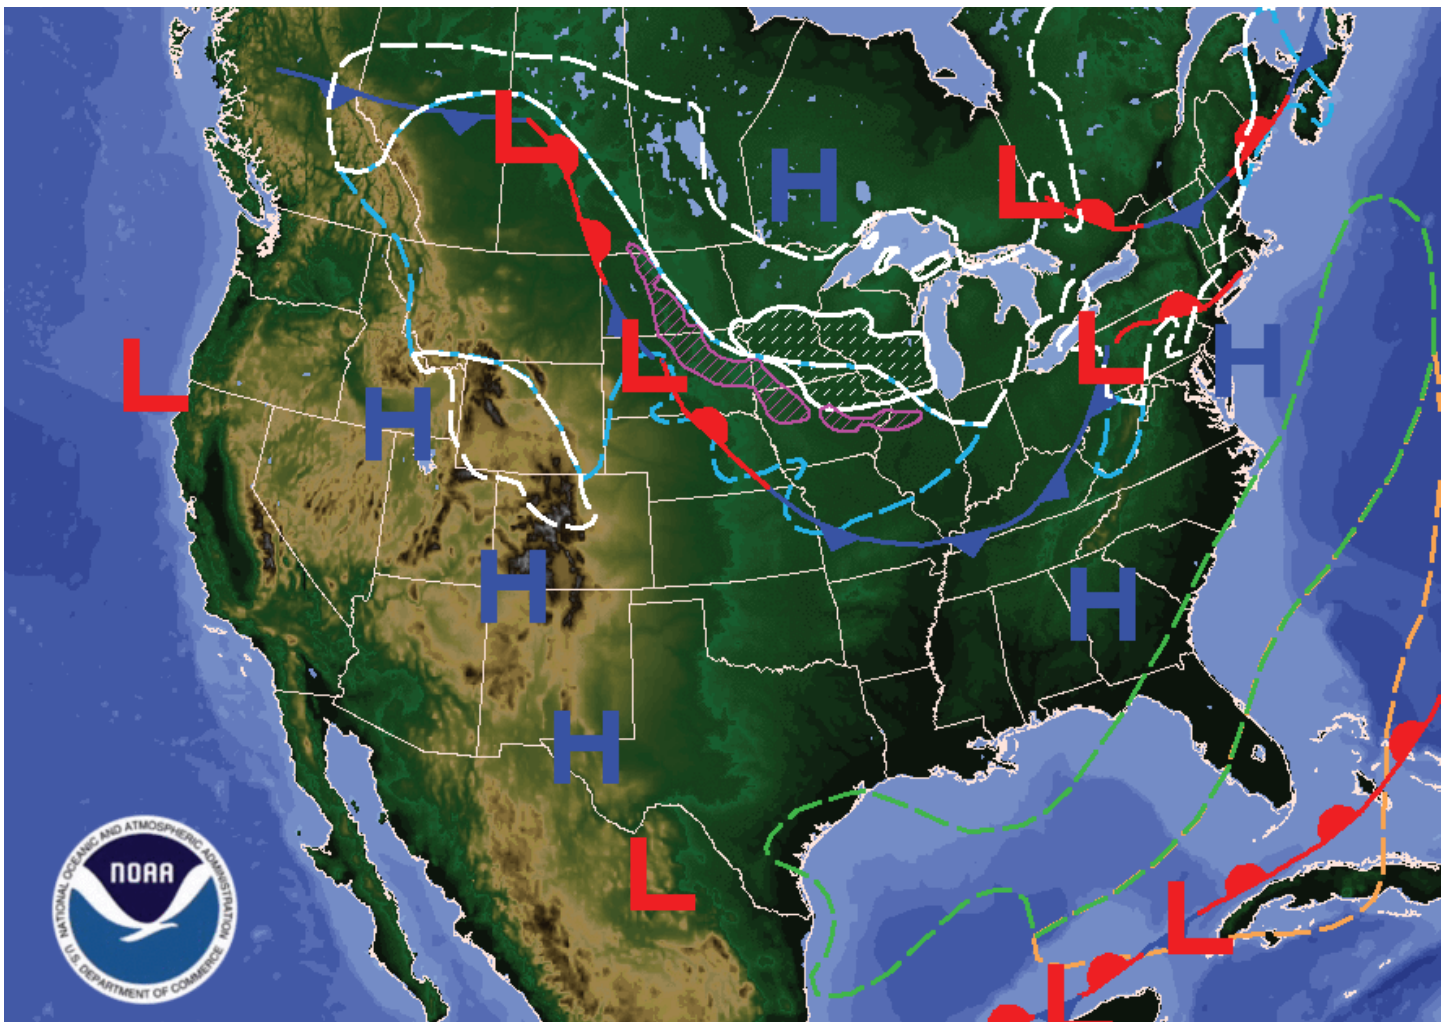 L
L
H
L
L
H
L
H
H
H
H
H
L
L
L
NOAA
NATIONAL OCEANIC AND ATMOSPHERIC ADMINISTRATION
U.S. DEPARTMENT OF COMMERCE